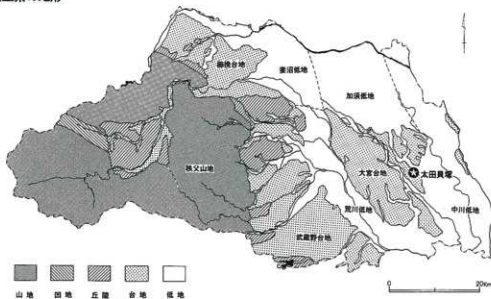 櫛挽台地
妻沼低地
加須低地
秩父山地
大宮台地
太田貝塚
荒川低地
中川低地
武蔵野台地
山地
丘陵
台地
低地
0
20Km